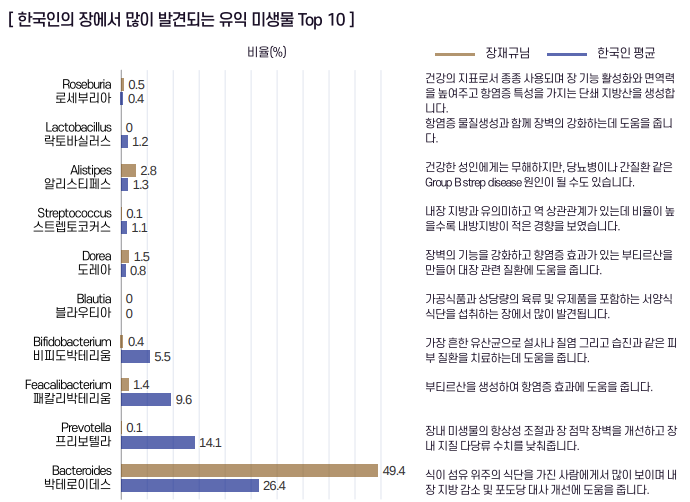 [ 한국인의 장에서 많이 발견되는 유익 미생물 Top 10 ]
비율(%)
장재규님
한국인 평균
Roseburia
로세부리아
0.5
0.4
건강의 지표로서 종종 사용되며 장 기능 활성화와 면역력
을 높여주고 항염증 특성을 가지는 단쇄 지방산을 생성합
니다.
Lactobacillus
락토바실러스
0
1.2
항염증 물질생성과 함께 장벽의 강화하는데 도움을 줍니
다.
Alistipes
알리스티페스
2.8
1.3
건강한 성인에게는 무해하지만, 당뇨병이나 간질환 같은
Group B strep disease 원인이 될 수도 있습니다.
Streptococcus
스트렙토코커스
0.1
1.1
내장 지방과 유의미하고 역 상관관계가 있는데 비율이 높
을수록 내방지방이 적은 경향을 보였습니다.
Dorea
도레아
1.5
0.8
장벽의 기능을 강화하고 향염증 효과가 있는 부티르산을
만들어 대장 관련 질환에 도움을 줍니다.
Blautia
블라우티아
0
0
가공식품과 상당량의 육류 및 유제품을 포함하는 서양식
식단을 섭취하는 장에서 많이 발견됩니다.
Bifidobacterium
비피도박테리움
0.4
5.5
가장 흔한 유산균으로 설사나 질염 그리고 습진과 같은 피
부 질환을 치료하는데 도움을 줍니다.
Feacalibacterium
패칼리박테리움
1.4
9.6
부티르산을 생성하여 항염증 효과에 도움을 줍니다.
Prevotella
프리보텔라
0.1
14.1
장내 미생물의 항상성 조절과 장 점막 장벽을 개선하고 장
내 지질 다당류 수치를 낮춰줍니다.
Bacteroides
박테로이데스
49.4
26.4
식이 섬유 위주의 식단을 가진 사람에게서 많이 보이며 내
장 지방 감소 및 포도당 대사 개선에 도움을 줍니다.